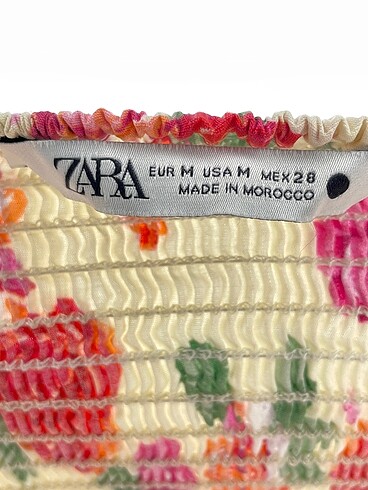 ZARA
EUR M USA M MEX 28
MADE IN MOROCCO